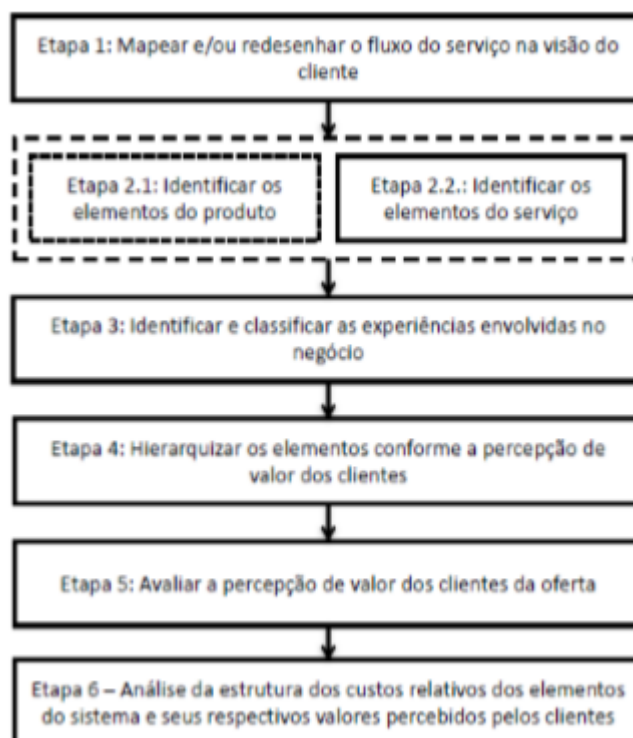 Etapa 1: Mapear e/ou redesenhar o fluxo do serviço na visão do
cliente
Etapa 2.1: Identificar os
elementos do produto
Etapa 2.2.: Identificar os
elementos do serviço
Etapa 3: Identificar e classificar as experiências envolvidas no
negócio
Etapa 4: Hierarquizar os elementos conforme a percepção de
valor dos clientes
Etapa 5: Avaliar a percepção de valor dos clientes da oferta
Etapa 6 – Análise da estrutura dos custos relativos dos elementos
do sistema e seus respectivos valores percebidos pelos clientes